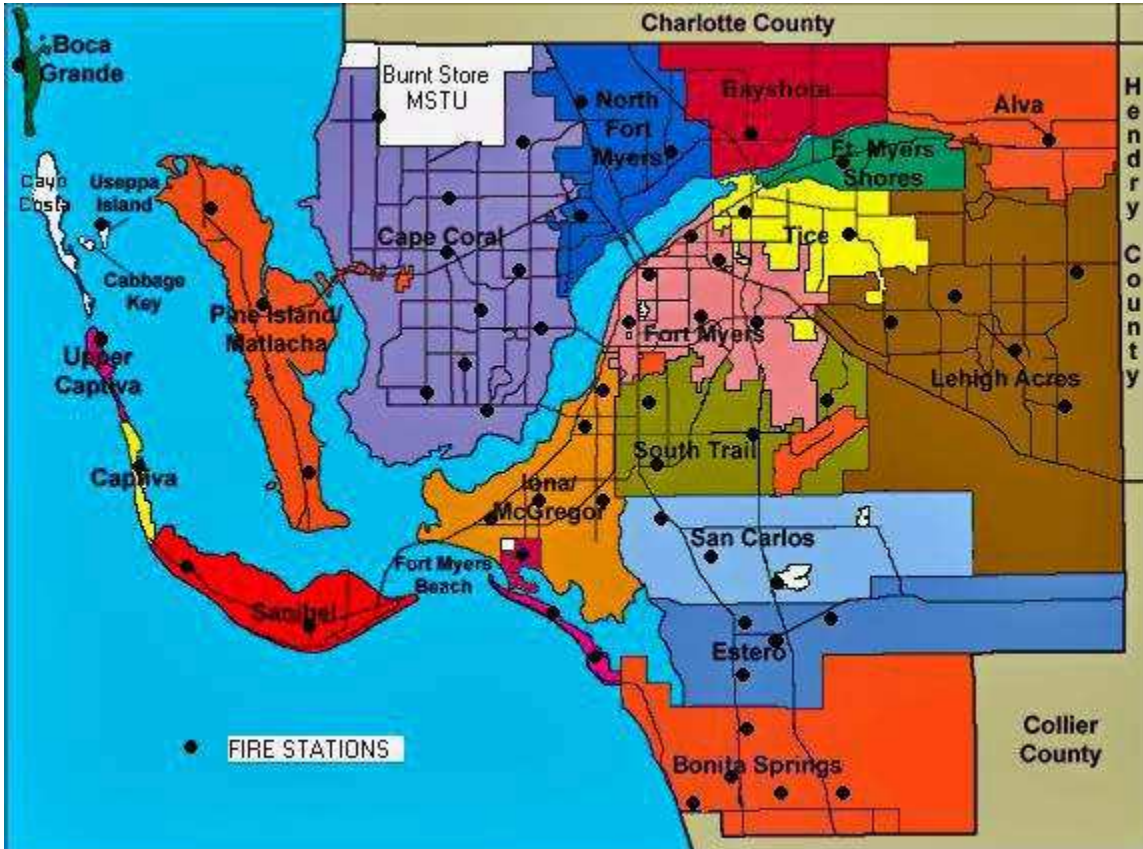 Charlotte County
Boca
Grande
Burnt Store
MSTU
North
Fort
Myers
Bayshore
Alva
Hendry County
Ft. Myers
Shores
Cayo
Costa
Useppa
Island
Cape Coral
Tice
Cabbage
Key
Pine Island/
Matlacha
Fort Myers
Upper
Captiva
Lehigh Acres
South Trail
Captiva
Iona/
McGregor
San Carlos
Fort Myers
Beach
Sanibel
Estero
Collier
County
FIRE STATIONS
Bonita Springs